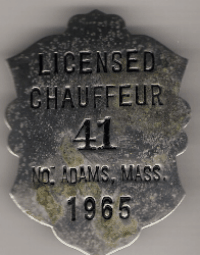 LICENSED
CHAUFFEUR
41
NO. ADAMS, MASS.
1965